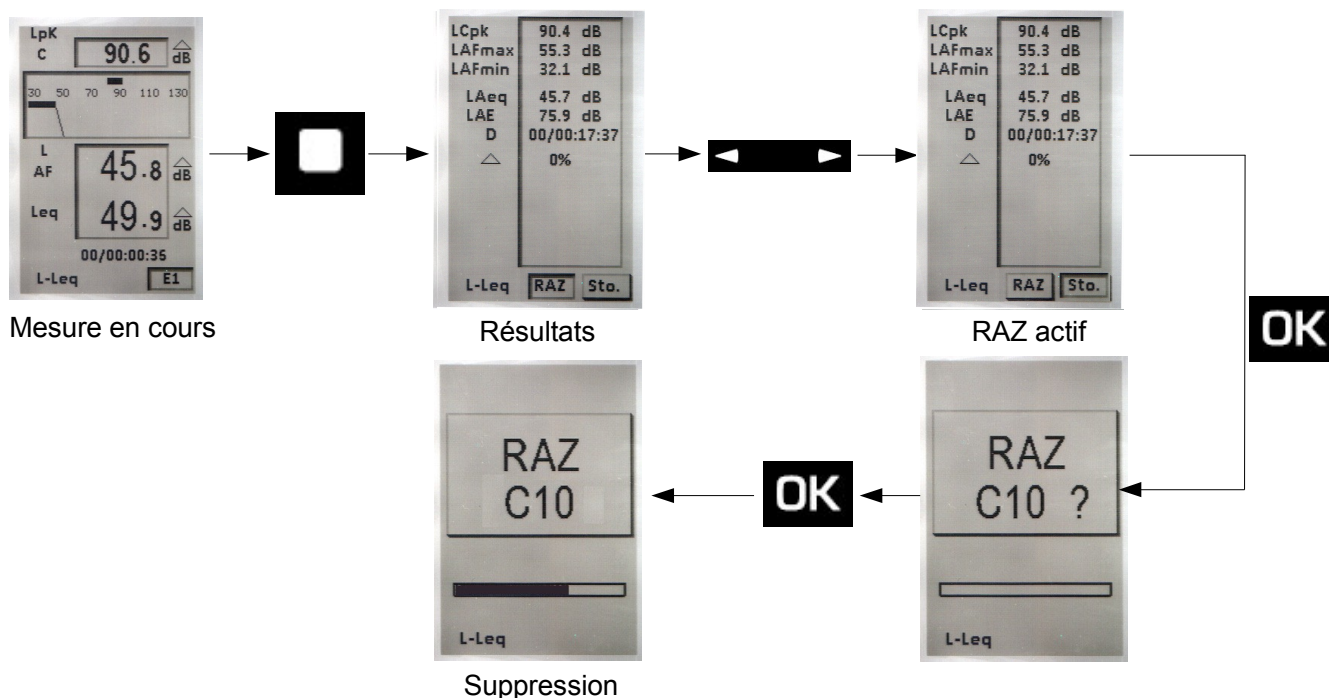 LpK
C 90.6 dB
30 50 70 90 110 130
L
AF 45.8 dB
Leq 49.9 dB
00/00:00:35
L-Leq E1
Mesure en cours
LCpk 90.4 dB
LAFmax 55.3 dB
LAFmin 32.1 dB
LAeq 45.7 dB
LAE 75.9 dB
D 00/00:17:37
0%
L-Leq RAZ Sto.
Résultats
LCpk 90.4 dB
LAFmax 55.3 dB
LAFmin 32.1 dB
LAeq 45.7 dB
LAE 75.9 dB
D 00/00:17:37
0%
L-Leq RAZ Sto.
RAZ actif
OK
RAZ
C10 ?
L-Leq
OK
RAZ
C10
L-Leq
Suppression